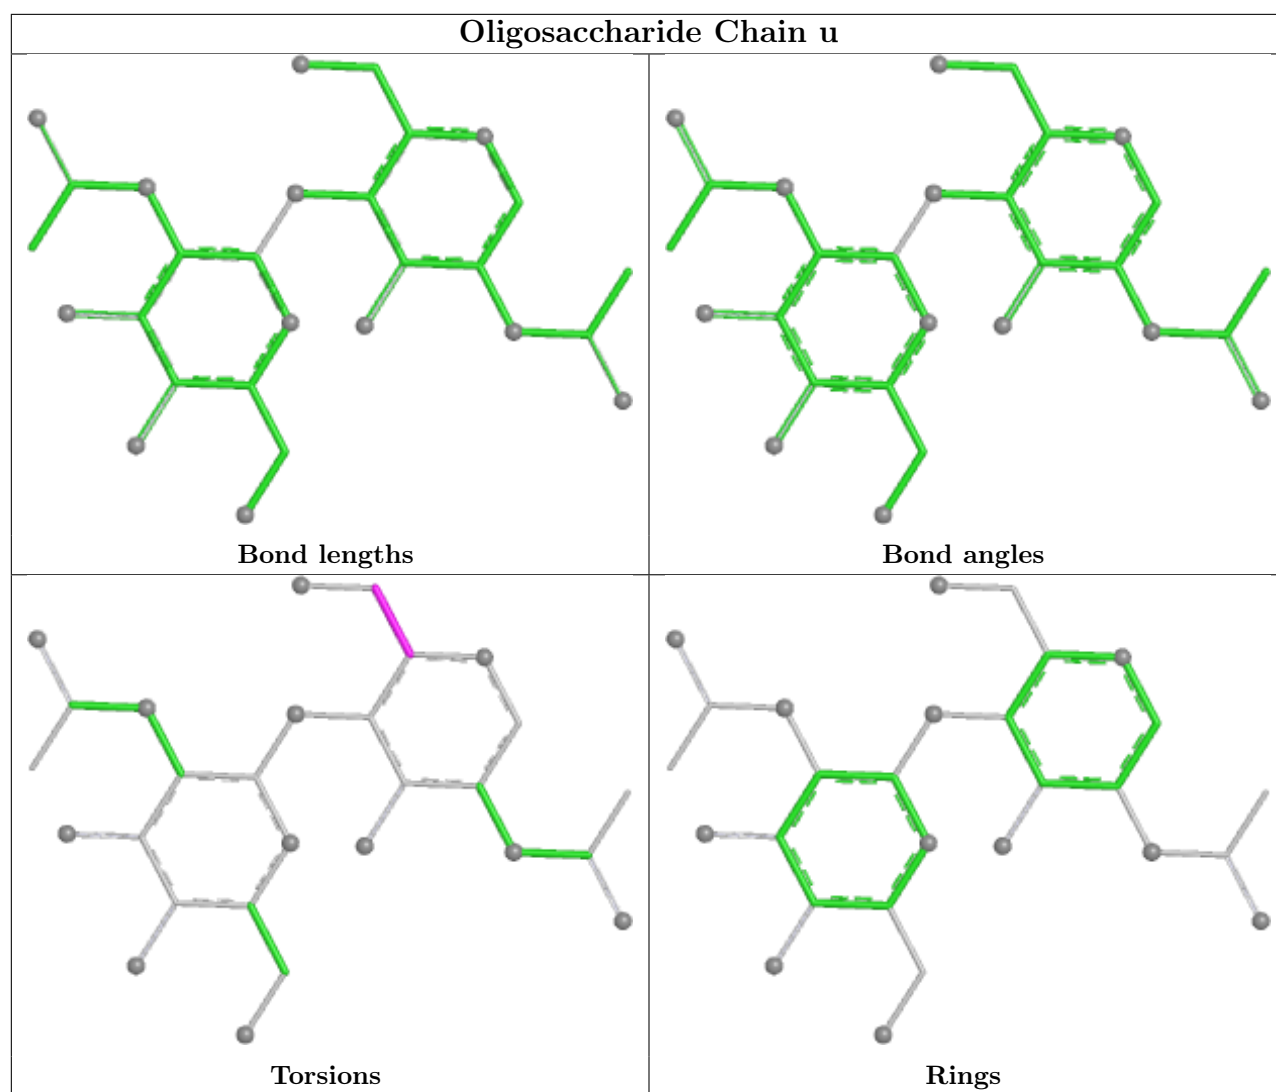 Oligosaccharide Chain u
Bond lengths
Bond angles
Torsions
Rings